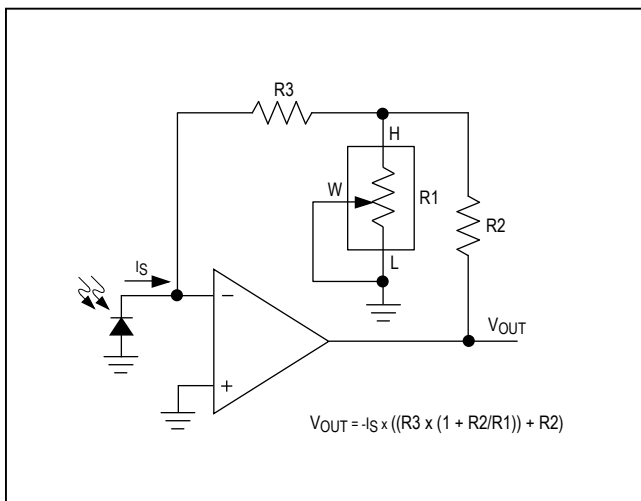 R3
H
W
R1
R2
L
IS
−
+
VOUT
VOUT = -IS x ((R3 x (1 + R2/R1)) + R2)